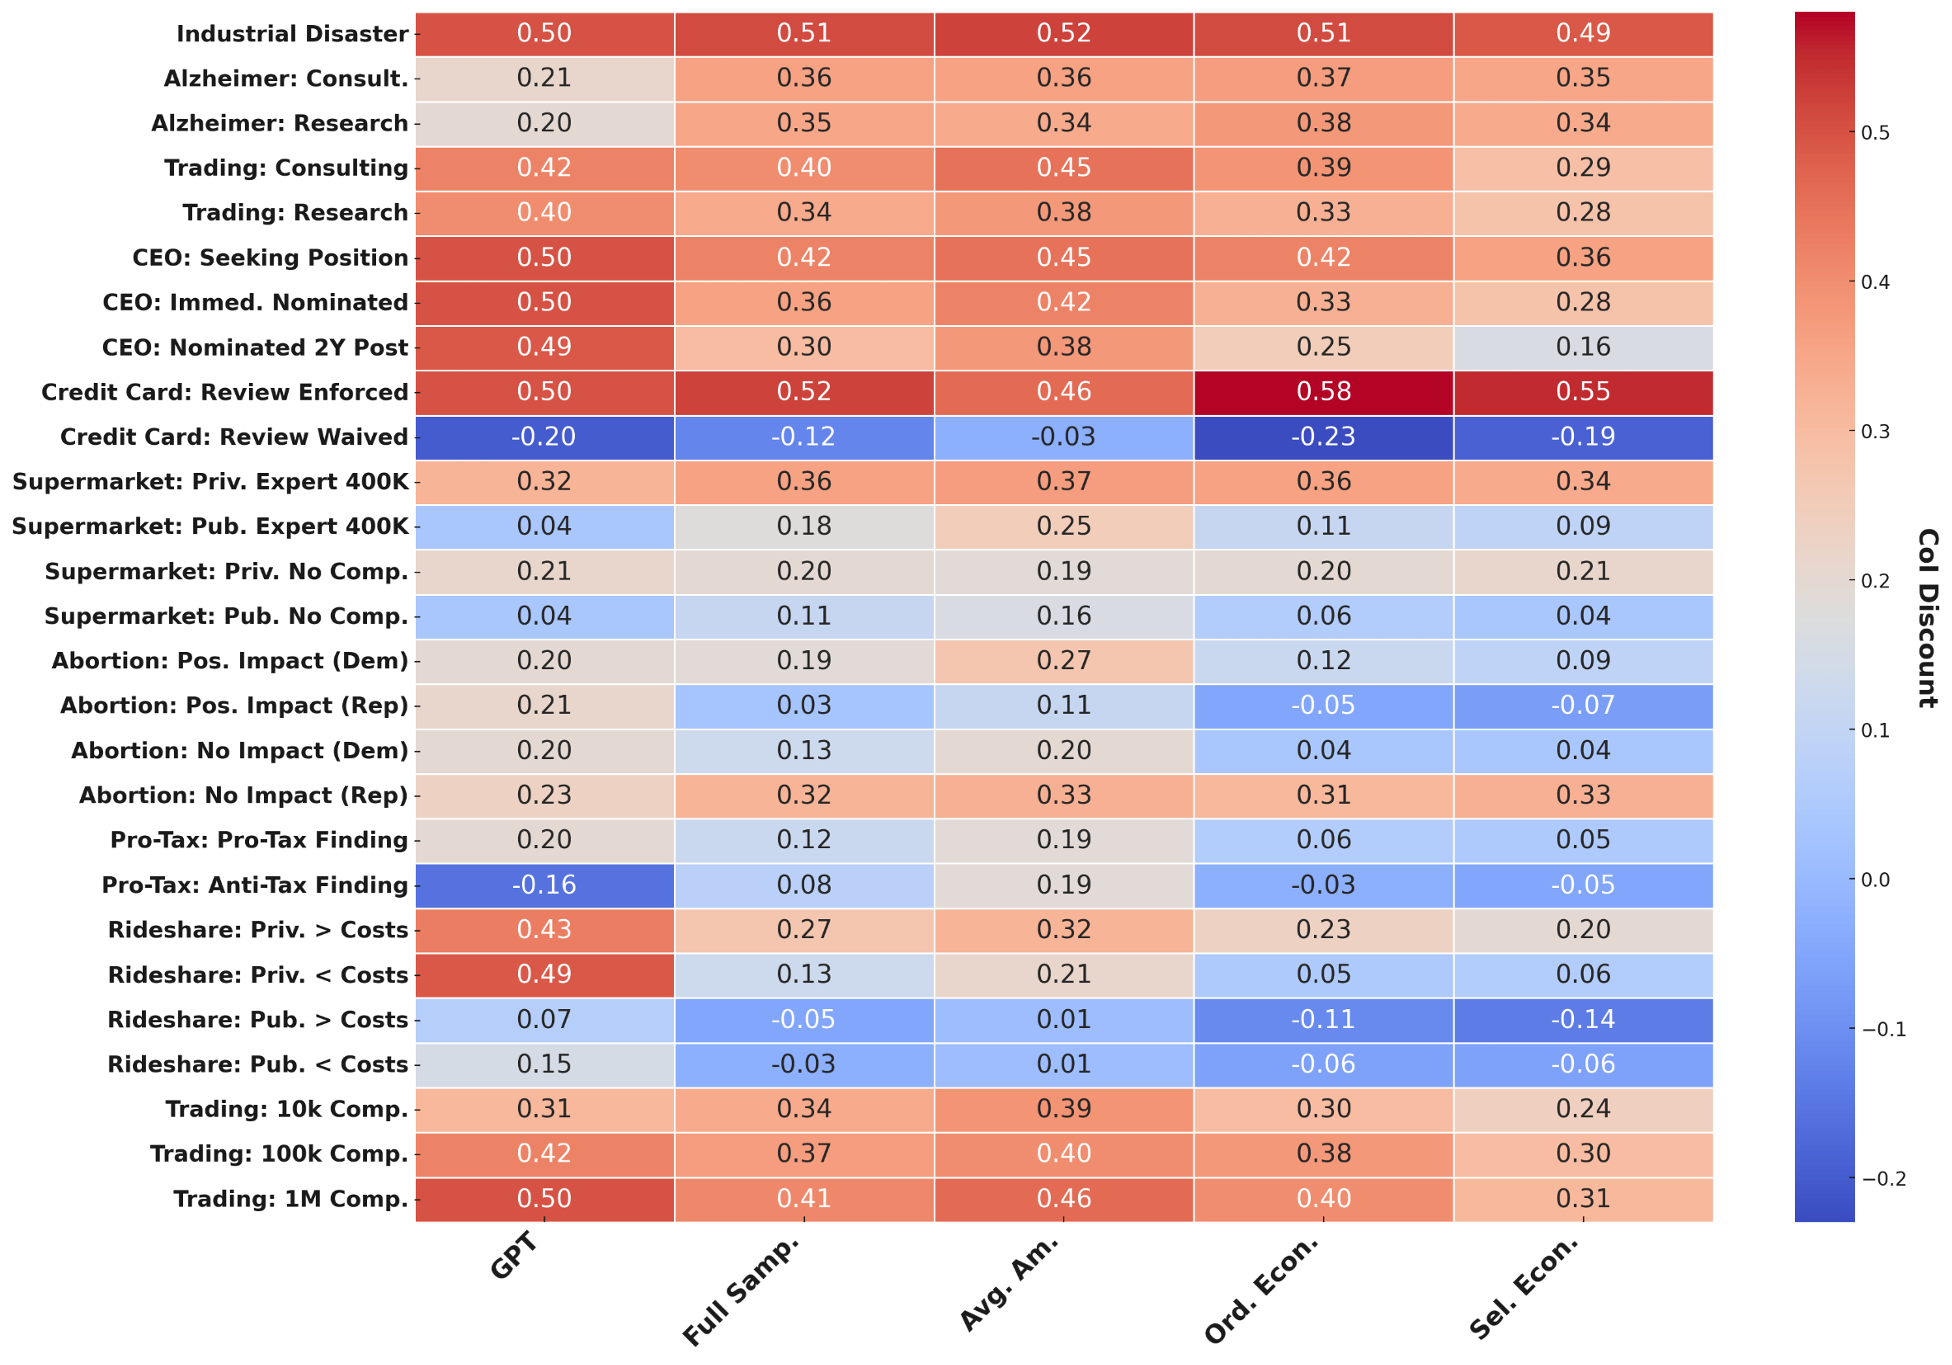 Industrial Disaster 0.50 0.51 0.52 0.51 0.49
Alzheimer: Consult. 0.21 0.36 0.36 0.37 0.35
Alzheimer: Research 0.20 0.35 0.34 0.38 0.34
Trading: Consulting 0.42 0.40 0.45 0.39 0.29
Trading: Research 0.40 0.34 0.38 0.33 0.28
CEO: Seeking Position 0.50 0.42 0.45 0.42 0.36
CEO: Immed. Nominated 0.50 0.36 0.42 0.33 0.28
CEO: Nominated 2Y Post 0.49 0.30 0.38 0.25 0.16
Credit Card: Review Enforced 0.50 0.52 0.46 0.58 0.55
Credit Card: Review Waived -0.20 -0.12 -0.03 -0.23 -0.19
Supermarket: Priv. Expert 400K 0.32 0.36 0.37 0.36 0.34
Supermarket: Pub. Expert 400K 0.04 0.18 0.25 0.11 0.09
Supermarket: Priv. No Comp. 0.21 0.20 0.19 0.20 0.21
Supermarket: Pub. No Comp. 0.04 0.11 0.16 0.06 0.04
Abortion: Pos. Impact (Dem) 0.20 0.19 0.27 0.12 0.09
Abortion: Pos. Impact (Rep) 0.21 0.03 0.11 -0.05 -0.07
Abortion: No Impact (Dem) 0.20 0.13 0.20 0.04 0.04
Abortion: No Impact (Rep) 0.23 0.32 0.33 0.31 0.33
Pro-Tax: Pro-Tax Finding 0.20 0.12 0.19 0.06 0.05
Pro-Tax: Anti-Tax Finding -0.16 0.08 0.19 -0.03 -0.05
Rideshare: Priv. > Costs 0.43 0.27 0.32 0.23 0.20
Rideshare: Priv. < Costs 0.49 0.13 0.21 0.05 0.06
Rideshare: Pub. > Costs 0.07 -0.05 0.01 -0.11 -0.14
Rideshare: Pub. < Costs 0.15 -0.03 0.01 -0.06 -0.06
Trading: 10k Comp. 0.31 0.34 0.39 0.30 0.24
Trading: 100k Comp. 0.42 0.37 0.40 0.38 0.30
Trading: 1M Comp. 0.50 0.41 0.46 0.40 0.31
GPT Full Samp. Avg. Am. Ord. Econ. Sel. Econ.
0.5
0.4
0.3
0.2
0.1
0.0
−0.1
−0.2
CoI Discount